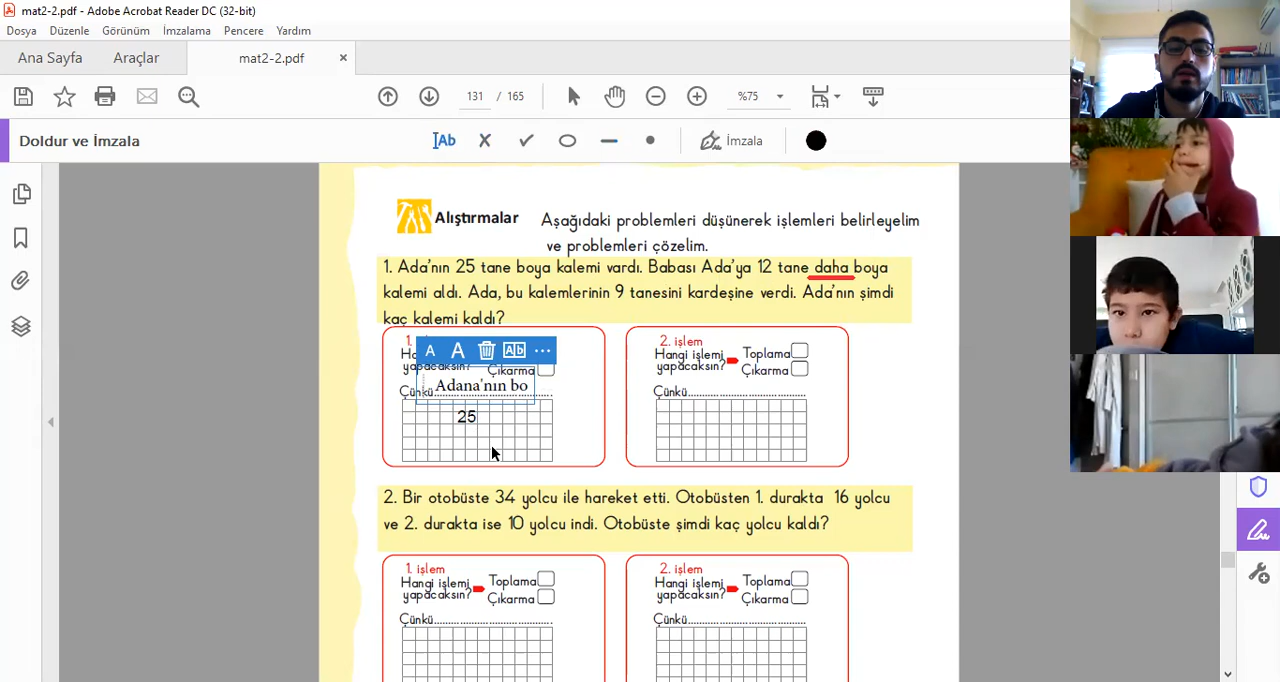 mat2-2.pdf - Adobe Acrobat Reader DC (32-bit)
Dosya Düzenle Görünüm İmzalama Pencere Yardım
Ana Sayfa Araçlar mat2-2.pdf ×
131 / 165 %75
Doldur ve İmzala
Ab İmzala
Alıştırmalar Aşağıdaki problemleri düşünerek işlemleri belirleyelim
ve problemleri çözelim.
1. Ada'nın 25 tane boya kalemi vardı. Babası Ada'ya 12 tane daha boya
kalemi aldı. Ada, bu kalemlerinin 9 tanesini kardeşine verdi. Ada'nın şimdi
kaç kalemi kaldı?
1.
A A Ab ...
yapacaksın? Çıkarma
Çünkü
Adana'nın bo
25
2. işlem
Hangi işlemi Toplama
yapacaksın? Çıkarma
Çünkü
2. Bir otobüste 34 yolcu ile hareket etti. Otobüsten 1. durakta 16 yolcu
ve 2. durakta ise 10 yolcu indi. Otobüste şimdi kaç yolcu kaldı?
1. işlem
Hangi işlemi Toplama
yapacaksın? Çıkarma
Çünkü
2. işlem
Hangi işlemi Toplama
yapacaksın? Çıkarma
Çünkü